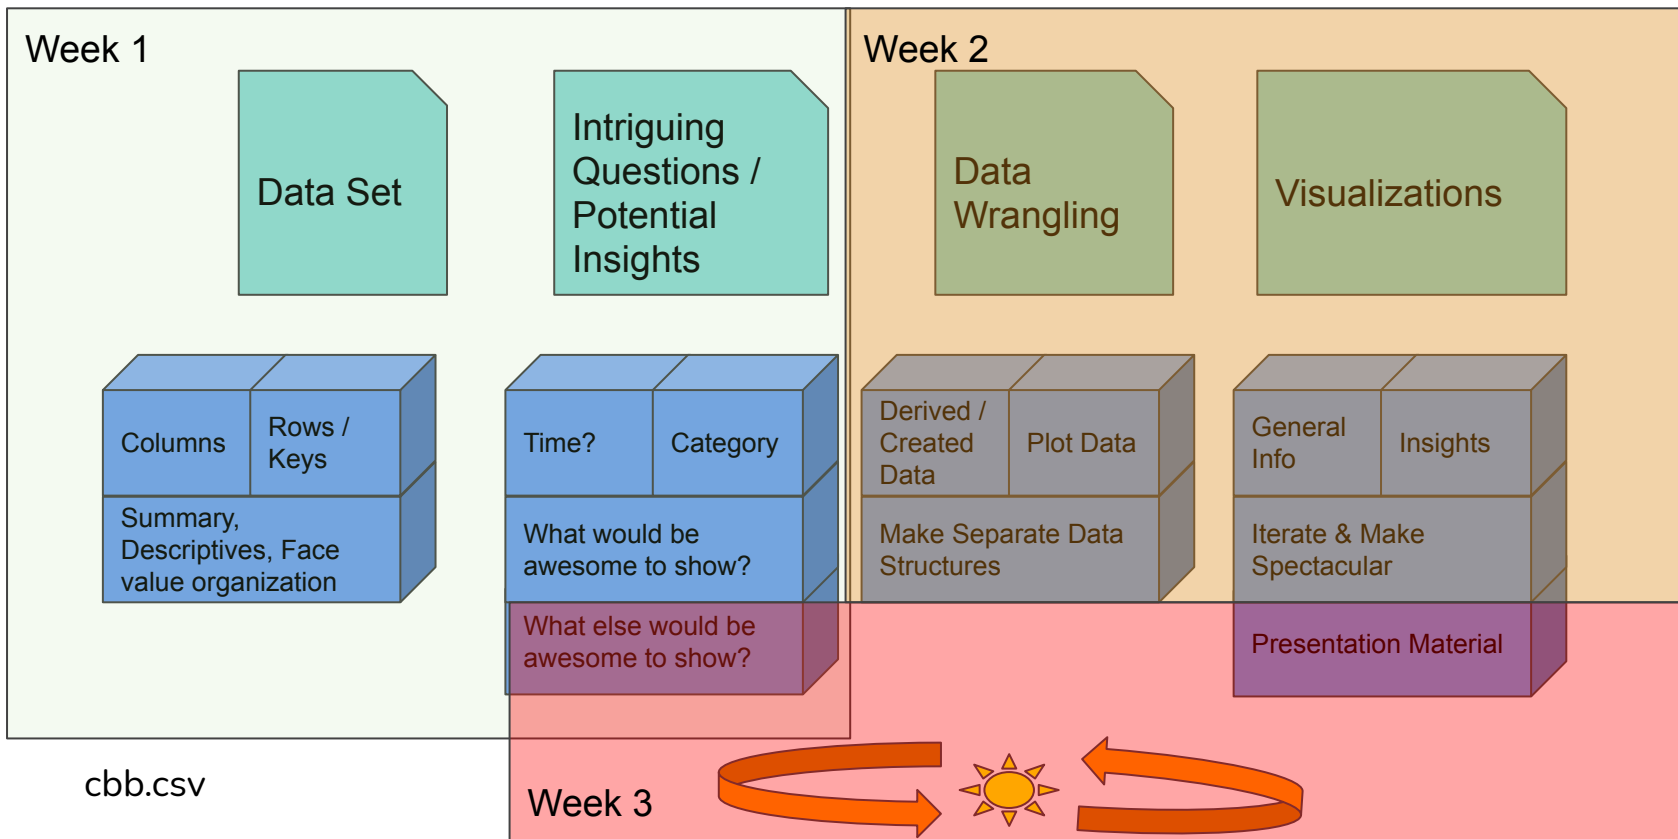 Week 1
Data Set
Intriguing
Questions /
Potential
Insights
Columns
Rows /
Keys
Summary,
Descriptives, Face
value organization
Time?
Category
What would be
awesome to show?
What else would be
awesome to show?
Week 2
Data
Wrangling
Visualizations
Derived /
Created
Data
Plot Data
Make Separate Data
Structures
General
Info
Insights
Iterate & Make
Spectacular
Presentation Material
cbb.csv
Week 3